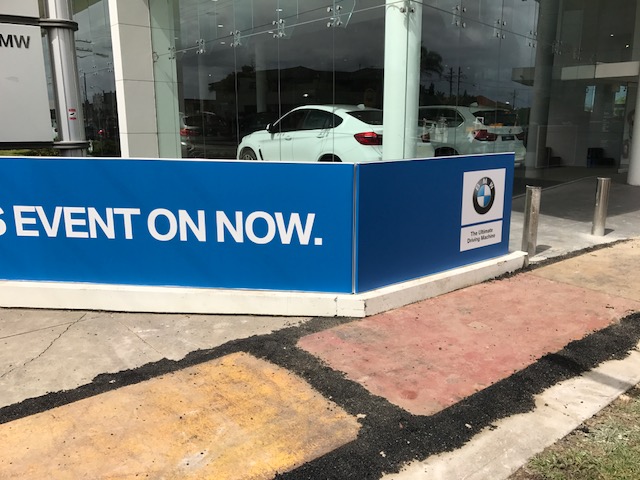 MW
S EVENT ON NOW.
BMW
The Ultimate
Driving Machine